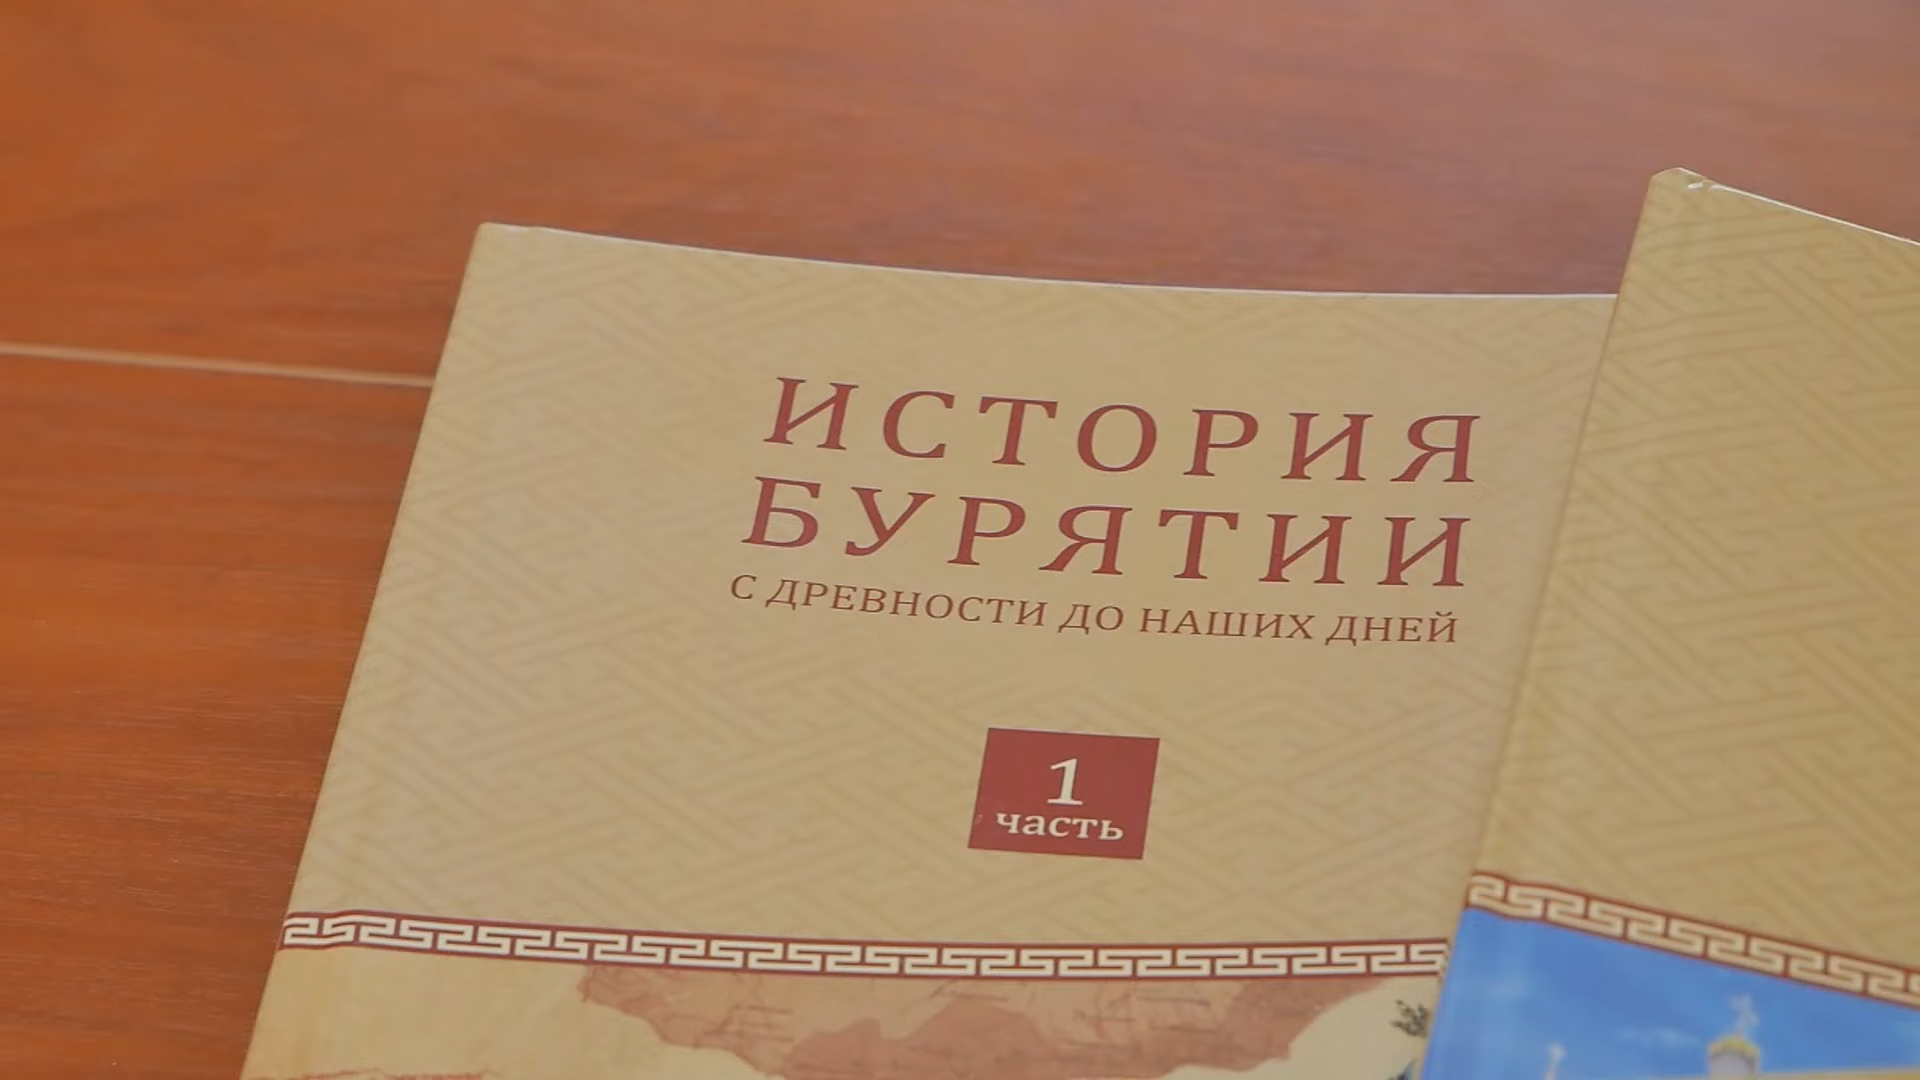 ИСТОРИЯ
БУРЯТИИ
С ДРЕВНОСТИ ДО НАШИХ ДНЕЙ
1
часть